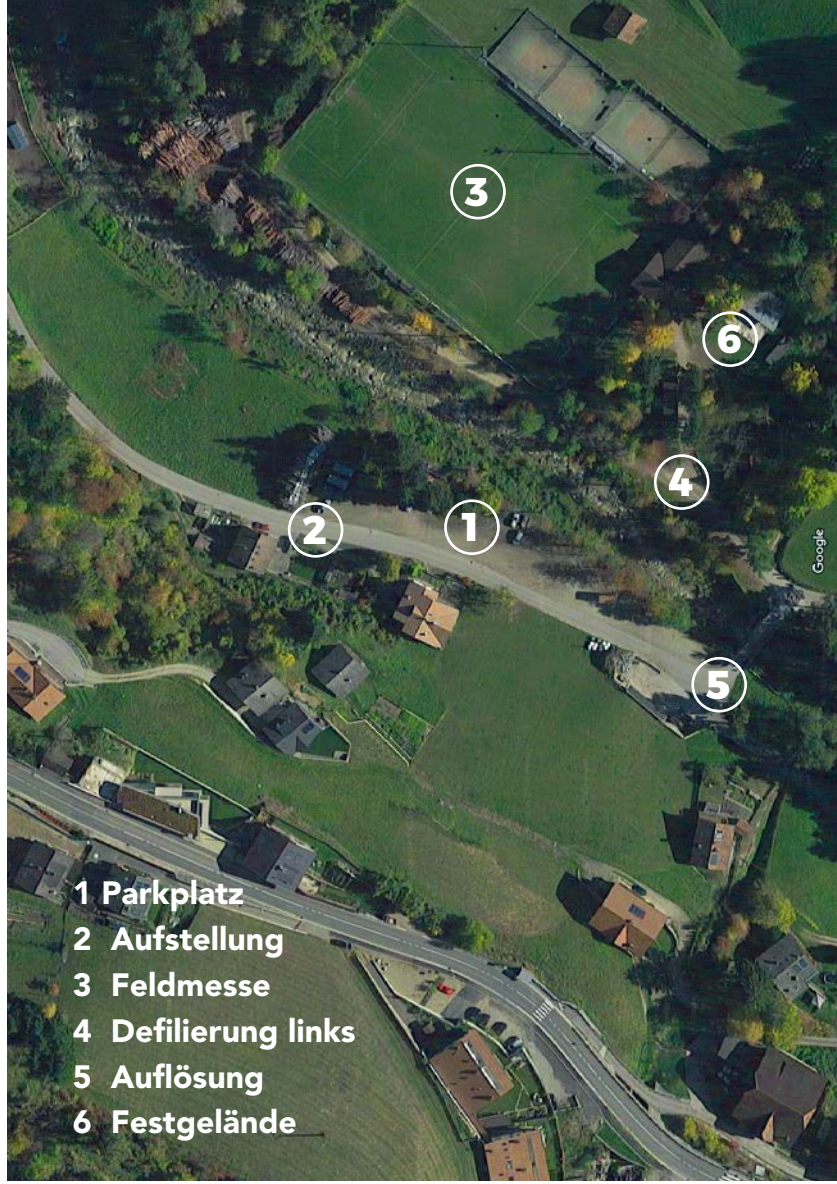 3
6
4
2
1
Google
5
1 Parkplatz
2 Aufstellung
3 Feldmesse
4 Defilierung links
5 Auflösung
6 Festgelände